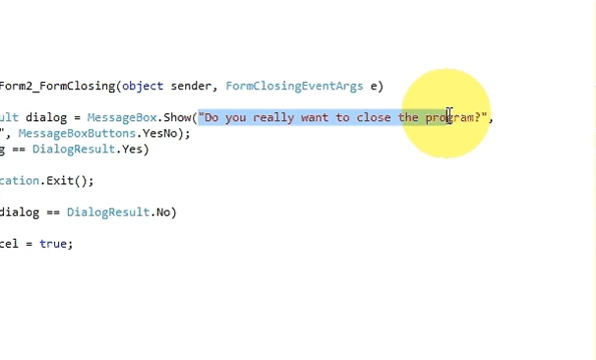 Form2_FormClosing(object sender, FormClosingEventArgs e)
ult dialog = MessageBox.Show("Do you really want to close the program?",
", MessageBoxButtons.YesNo);
g == DialogResult.Yes)
cation.Exit();
dialog == DialogResult.No)
cel = true;